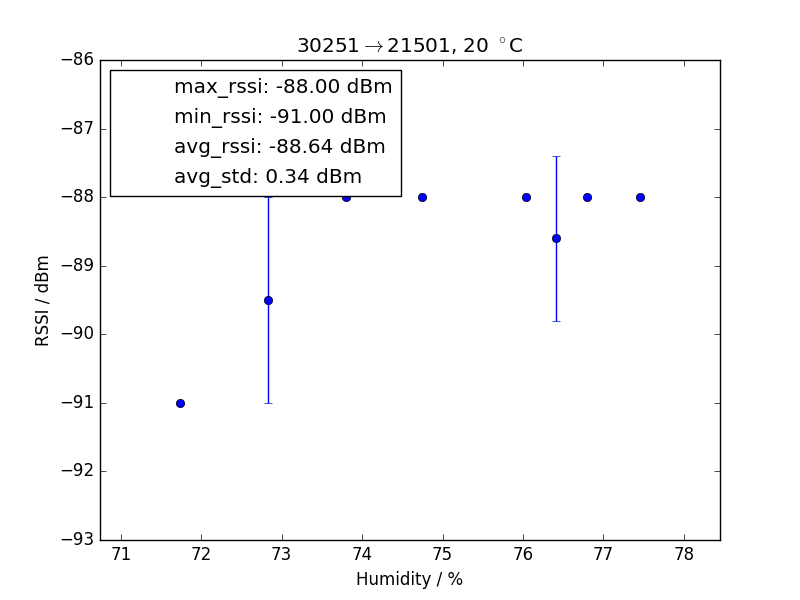 30251→21501, 20 °C
max_rssi: -88.00 dBm
min_rssi: -91.00 dBm
avg_rssi: -88.64 dBm
avg_std: 0.34 dBm
−86
−87
−88
−89
−90
−91
−92
−93
RSSI / dBm
71 72 73 74 75 76 77 78
Humidity / %